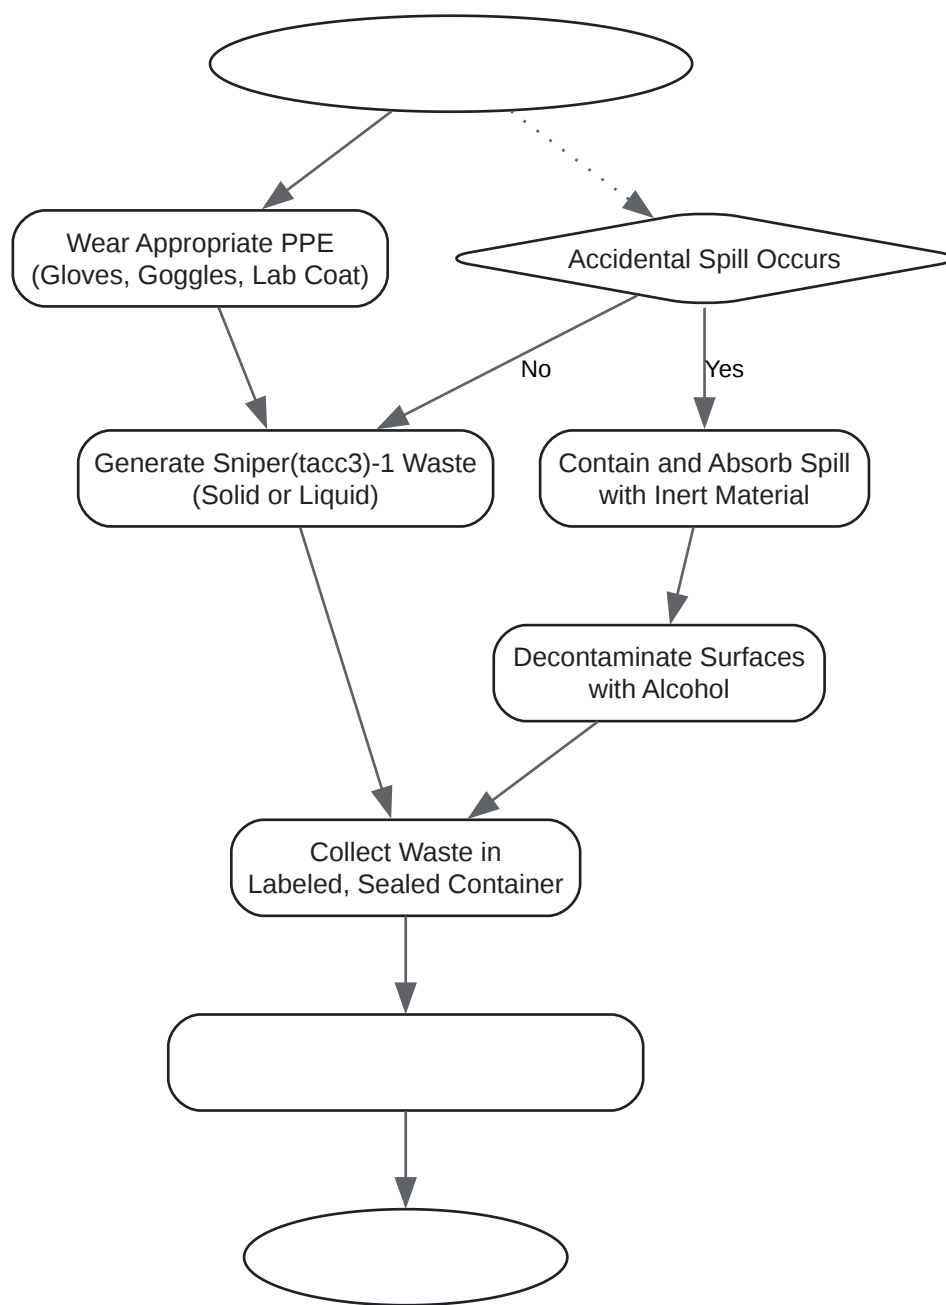 Wear Appropriate PPE
(Gloves, Goggles, Lab Coat)
Accidental Spill Occurs
No
Yes
Generate Sniper(tacc3)-1 Waste
(Solid or Liquid)
Contain and Absorb Spill
with Inert Material
Decontaminate Surfaces
with Alcohol
Collect Waste in
Labeled, Sealed Container